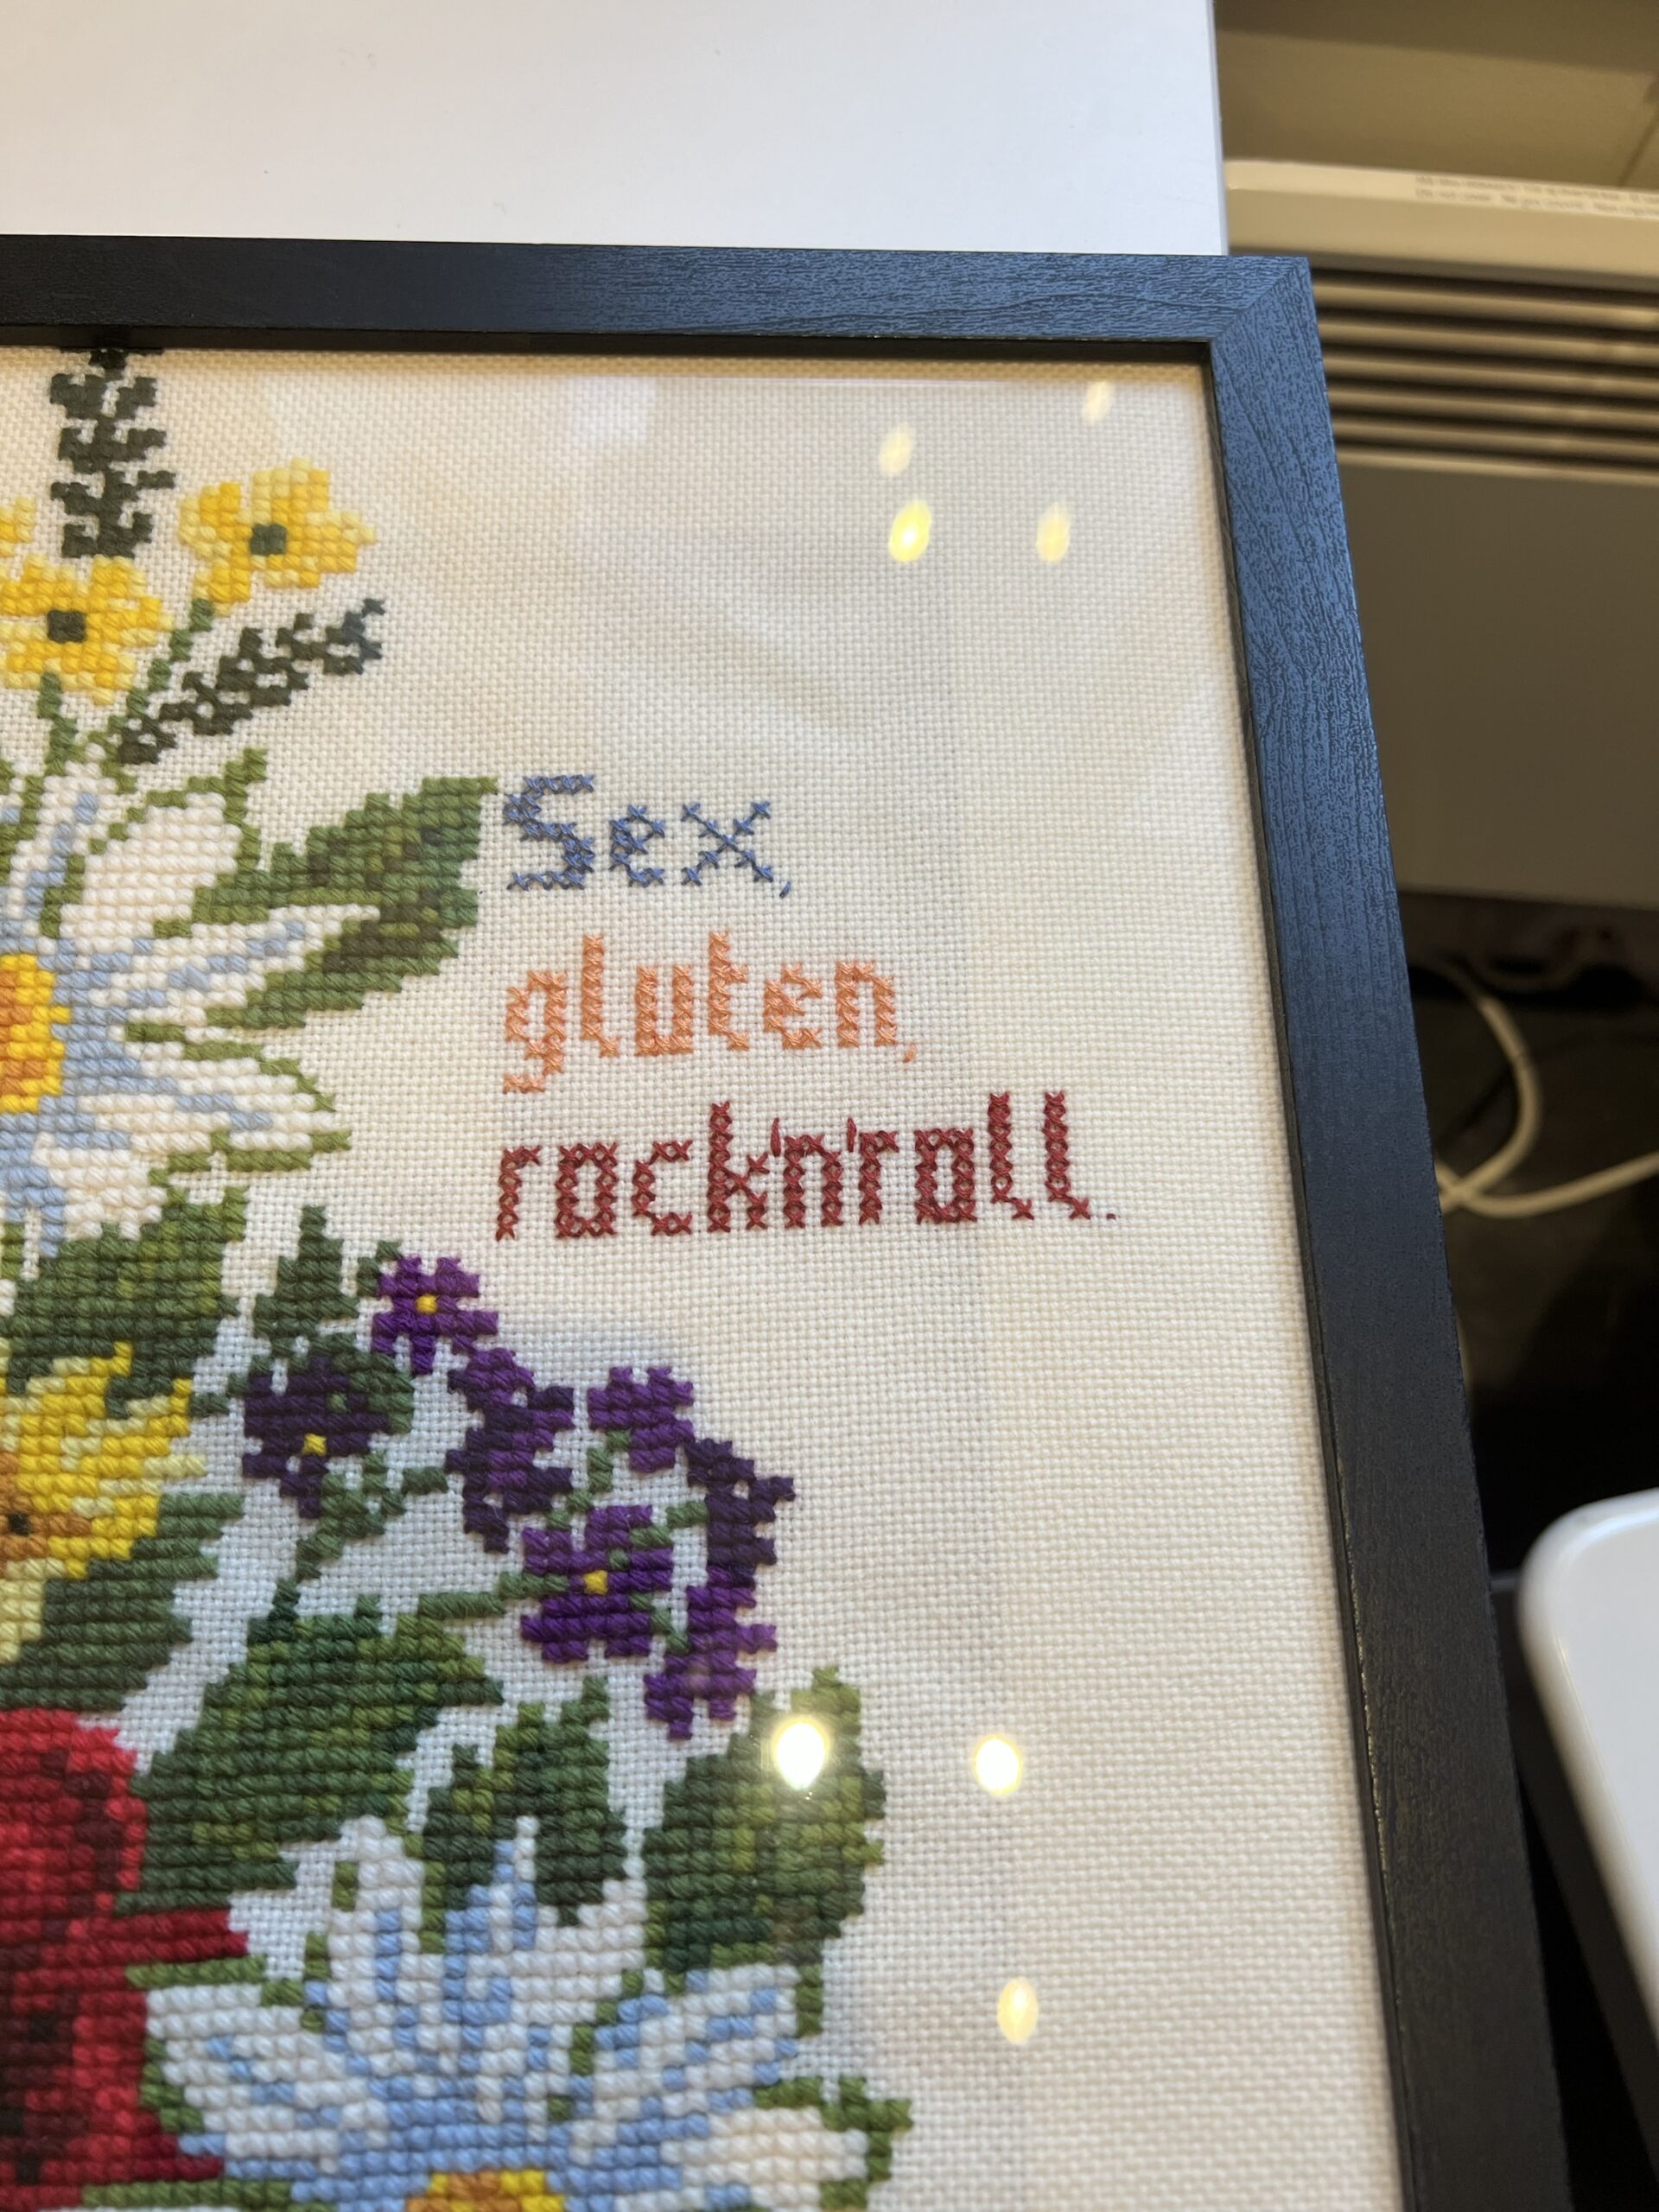 Sex,
gluten,
rock'n'roll.